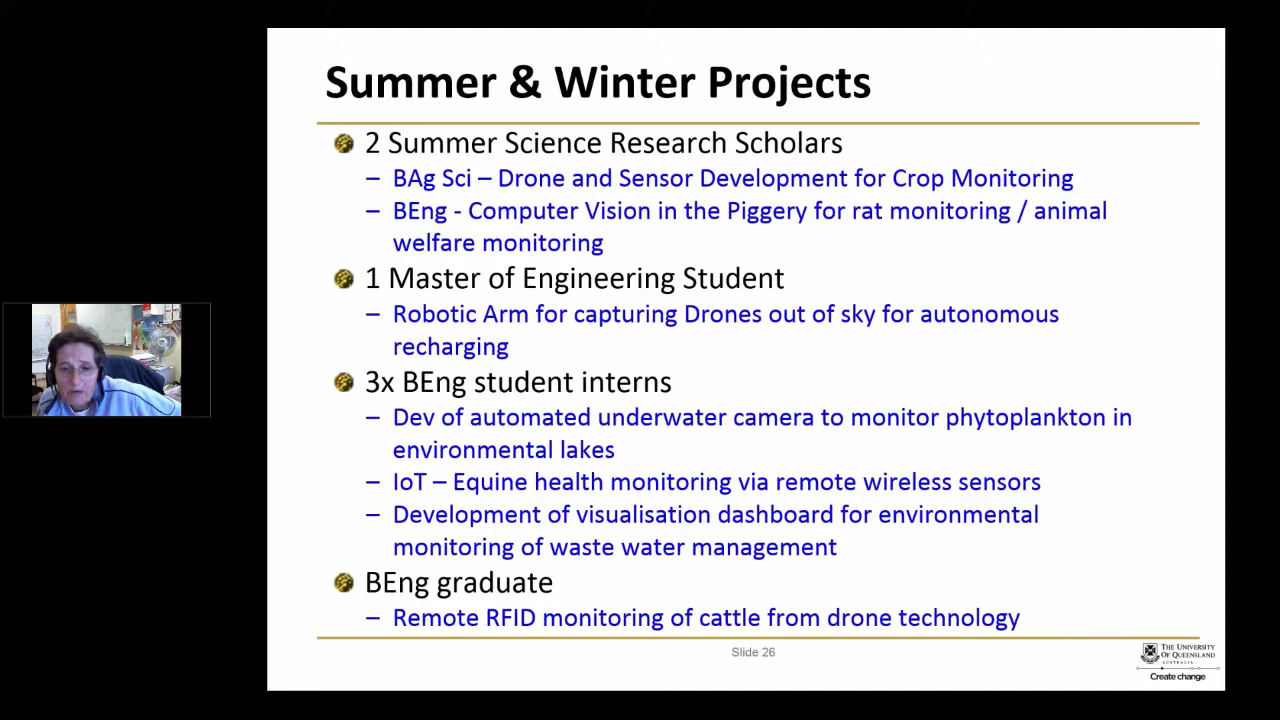 Summer & Winter Projects
2 Summer Science Research Scholars
– BAg Sci – Drone and Sensor Development for Crop Monitoring
– BEng - Computer Vision in the Piggery for rat monitoring / animal
welfare monitoring
1 Master of Engineering Student
– Robotic Arm for capturing Drones out of sky for autonomous
recharging
3x BEng student interns
– Dev of automated underwater camera to monitor phytoplankton in
environmental lakes
– IoT – Equine health monitoring via remote wireless sensors
– Development of visualisation dashboard for environmental
monitoring of waste water management
BEng graduate
– Remote RFID monitoring of cattle from drone technology
Slide 26
THE UNIVERSITY
OF QUEENSLAND
AUSTRALIA
Create change